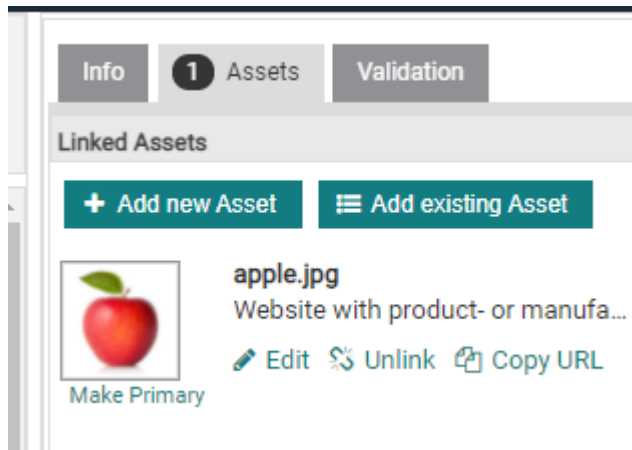 Info 1 Assets Validation
Linked Assets
+ Add new Asset Add existing Asset
apple.jpg
Website with product- or manufa...
Edit Unlink Copy URL
Make Primary